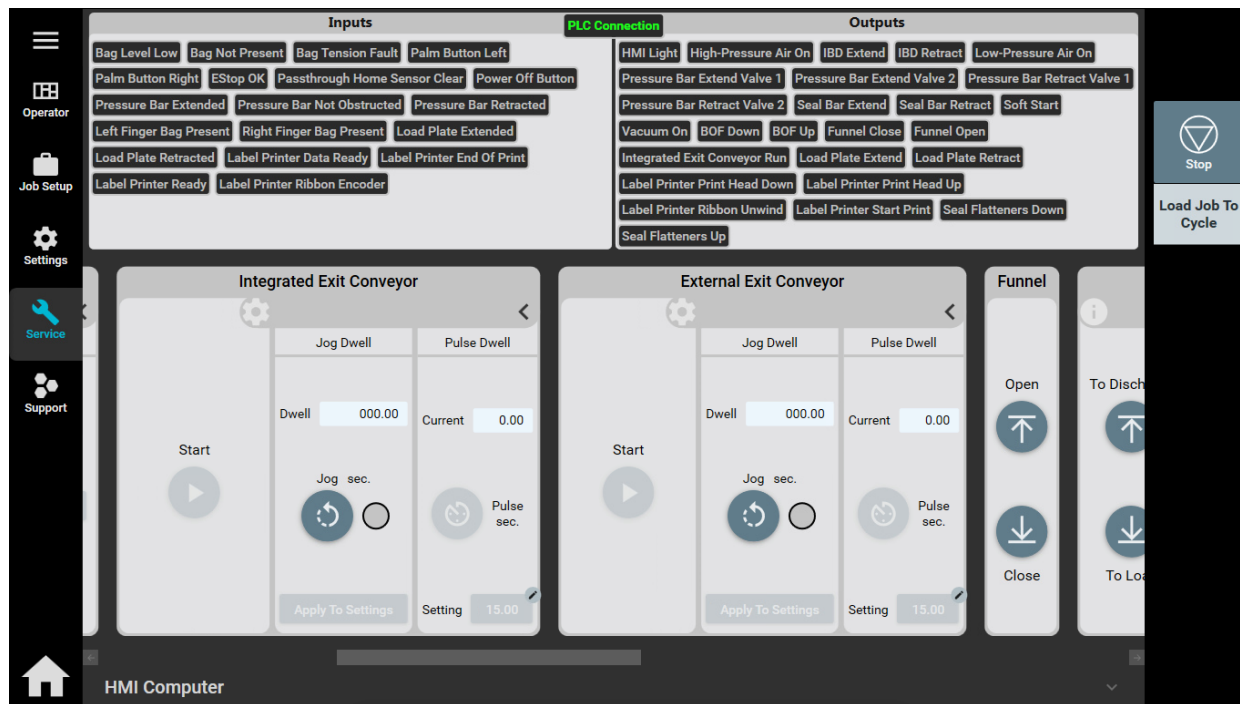 Inputs
PLC Connection
Outputs
Bag Level Low Bag Not Present Bag Tension Fault Palm Button Left
Palm Button Right EStop OK Passthrough Home Sensor Clear Power Off Button
Pressure Bar Extended Pressure Bar Not Obstructed Pressure Bar Retracted
Left Finger Bag Present Right Finger Bag Present Load Plate Extended
Load Plate Retracted Label Printer Data Ready Label Printer End Of Print
Label Printer Ready Label Printer Ribbon Encoder
HMI Light High-Pressure Air On IBD Extend IBD Retract Low-Pressure Air On
Pressure Bar Extend Valve 1 Pressure Bar Extend Valve 2 Pressure Bar Retract Valve 1
Pressure Bar Retract Valve 2 Seal Bar Extend Seal Bar Retract Soft Start
Vacuum On BOF Down BOF Up Funnel Close Funnel Open
Integrated Exit Conveyor Run Load Plate Extend Load Plate Retract
Label Printer Print Head Down Label Printer Print Head Up
Label Printer Ribbon Unwind Label Printer Start Print Seal Flatteners Down
Seal Flatteners Up
Operator
Job Setup
Settings
Service
Support
Stop
Load Job To
Cycle
Integrated Exit Conveyor
Jog Dwell Pulse Dwell
Start
Dwell 000.00
Current 0.00
Jog sec.
Pulse
sec.
Apply To Settings
Setting 15.00
External Exit Conveyor
Jog Dwell Pulse Dwell
Start
Dwell 000.00
Current 0.00
Jog sec.
Pulse
sec.
Apply To Settings
Setting 15.00
Funnel
Open
Close
To Disch
To Loa
HMI Computer